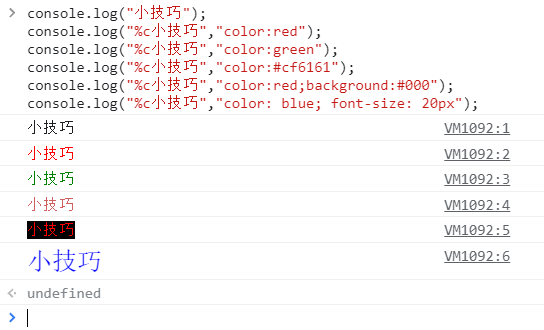 console.log("小技巧");
console.log("%c小技巧","color:red");
console.log("%c小技巧","color:green");
console.log("%c小技巧","color:#cf6161");
console.log("%c小技巧","color:red;background:#000");
console.log("%c小技巧","color: blue; font-size: 20px");
小技巧 VM1092:1
小技巧 VM1092:2
小技巧 VM1092:3
小技巧 VM1092:4
小技巧 VM1092:5
小技巧 VM1092:6
undefined